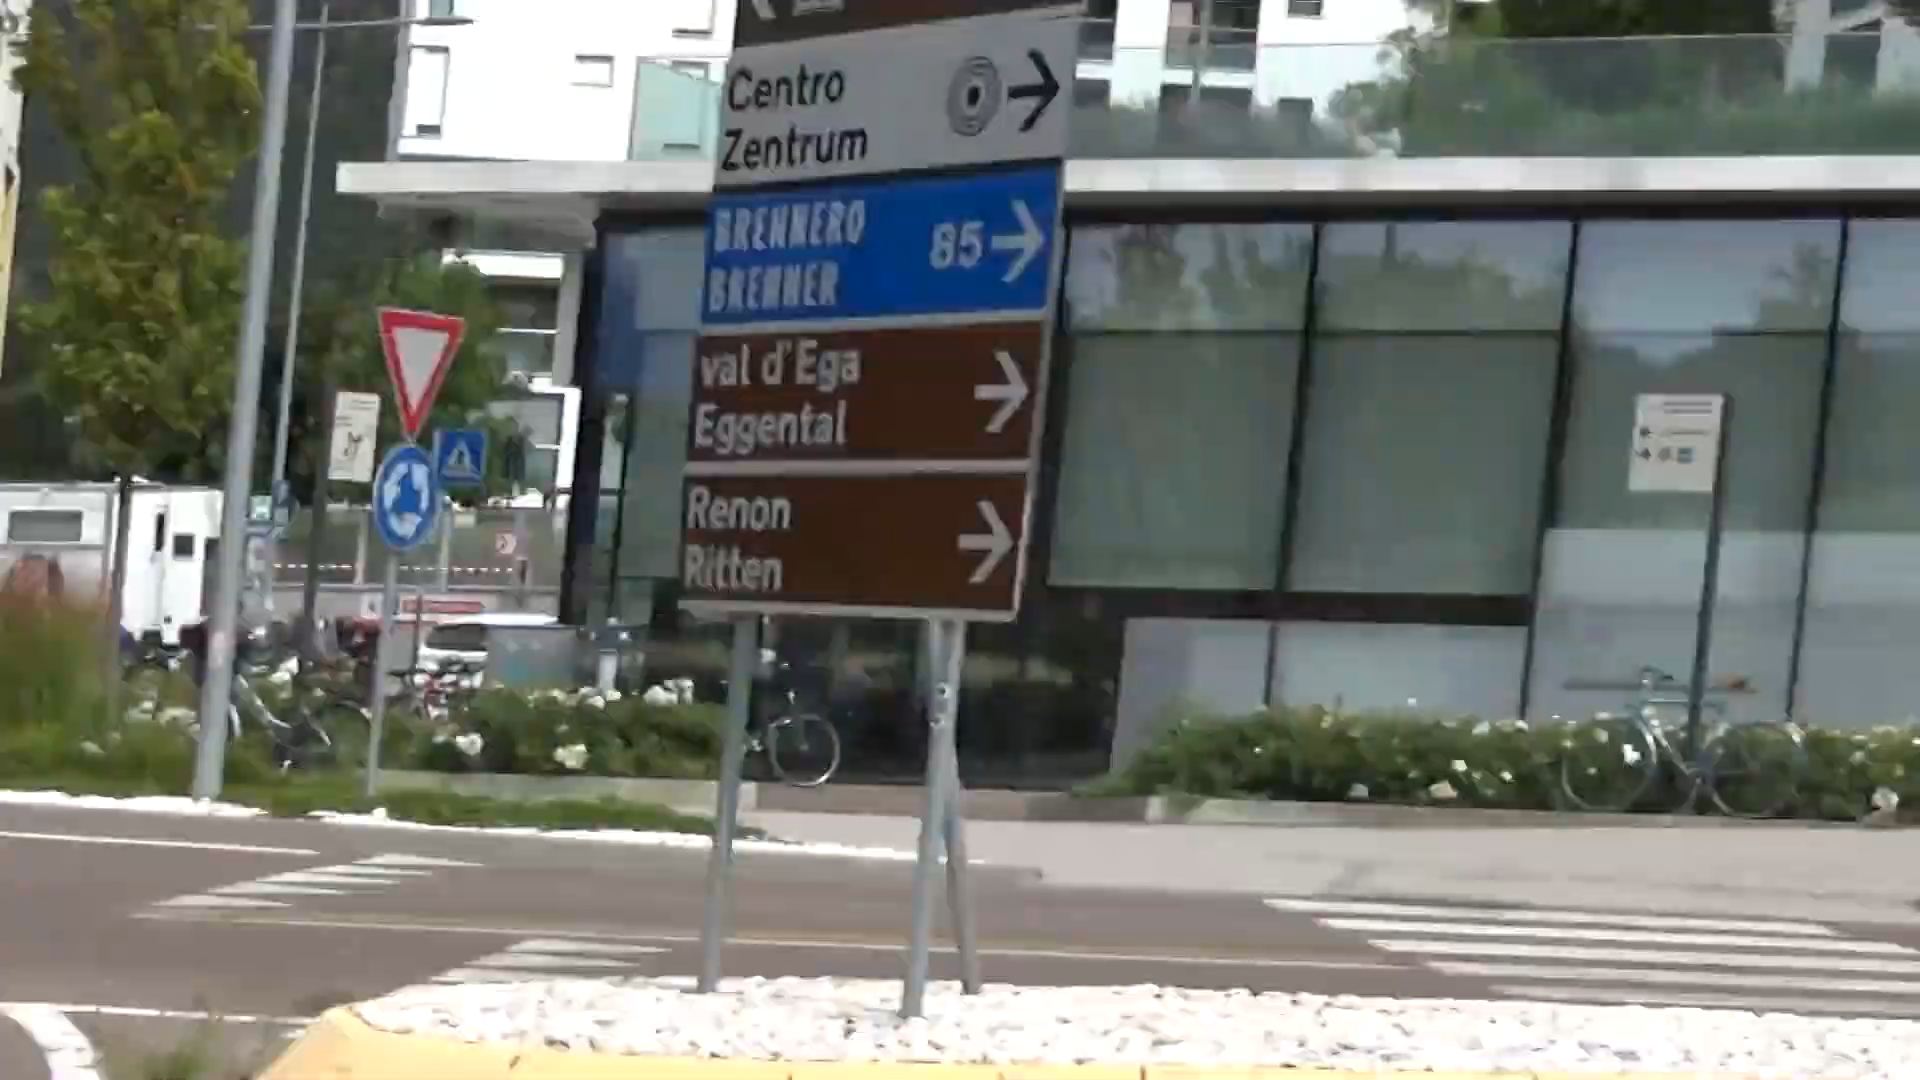 Centro
Zentrum
BRENNERO
BRENNER
85
val d'Ega
Eggental
Renon
Ritten